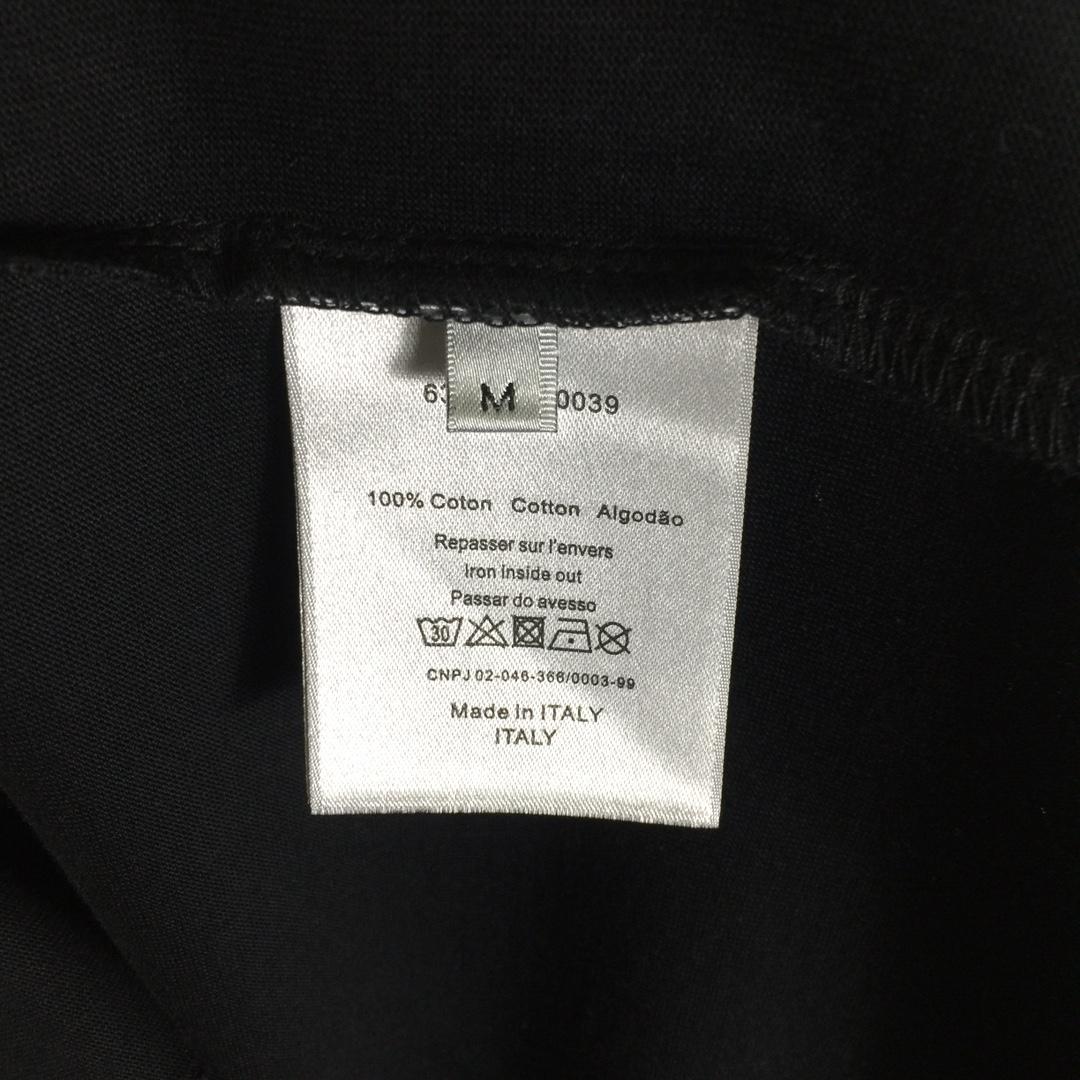 M
0039
100% Coton Cotton Algodão
Repasser sur l'envers
Iron Inside out
Passar do avesso
30
CNPJ 02-046-366/0003-99
Made in ITALY
ITALY